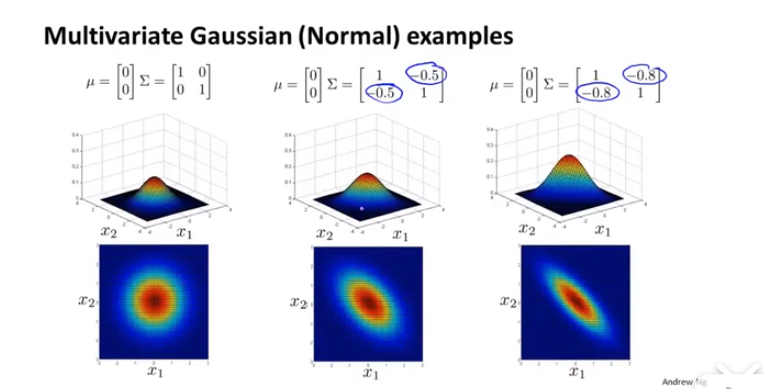 Multivariate Gaussian (Normal) examples
μ = [0 0] Σ = [1 0 0 1]
μ = [0 0] Σ = [1 −0.5 −0.5 1]
μ = [0 0] Σ = [1 −0.8 −0.8 1]
x2 x1
x2 x1
x2 x1
x2
x1
x2
x1
x2
x1
Andrew Ng